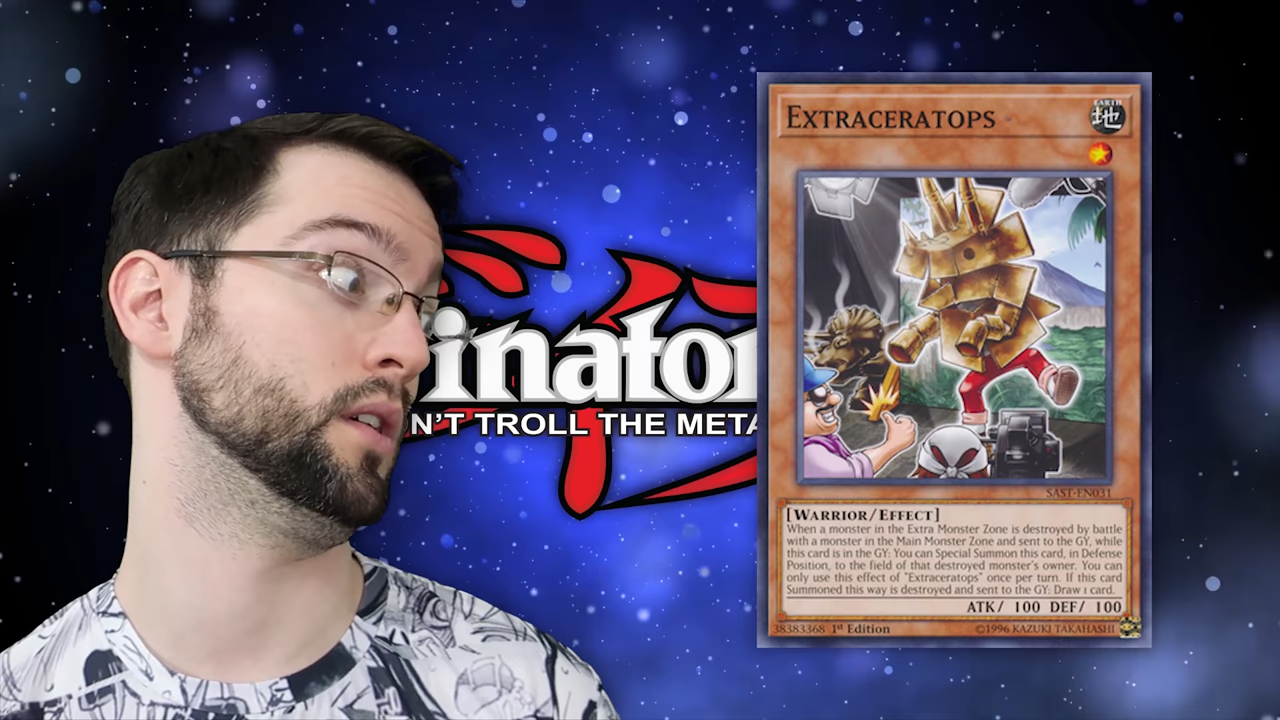 inator
N'T TROLL THE META
EXTRACERATOPS
EARTH
地
SAST-EN031
[WARRIOR/EFFECT]
When a monster in the Extra Monster Zone is destroyed by battle
with a monster in the Main Monster Zone and sent to the GY, while
this card is in the GY: You can Special Summon this card, in Defense
Position, to the field of that destroyed monster's owner. You can
only use this effect of "Extraceratops" once per turn. If this card
Summoned this way is destroyed and sent to the GY: Draw 1 card.
ATK/ 100 DEF/ 100
38383368 1st Edition
©1996 KAZUKI TAKAHASHI